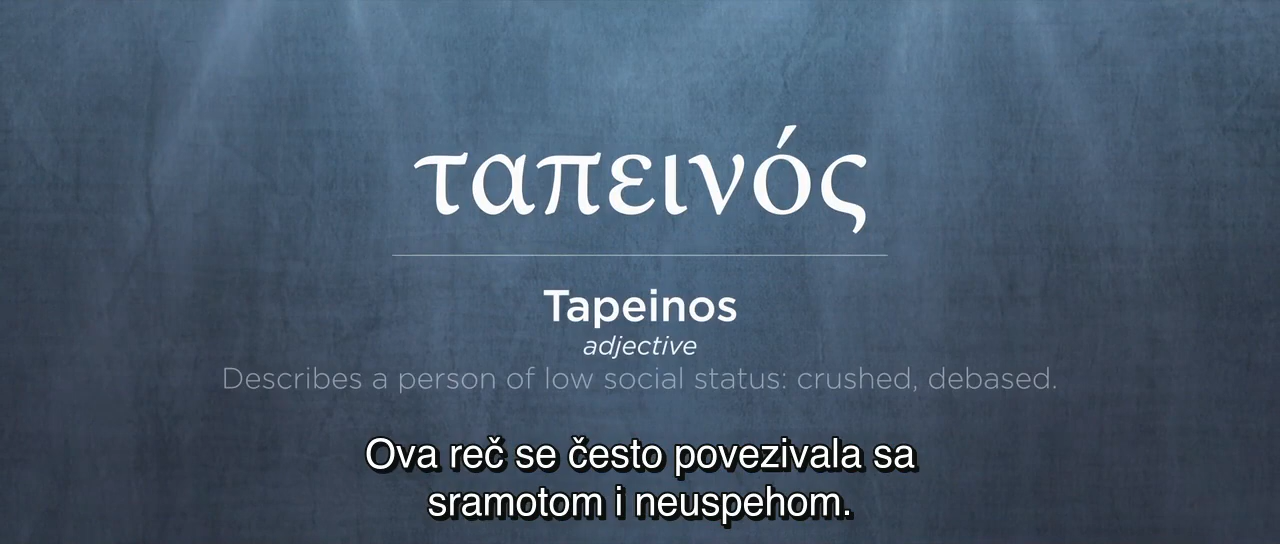 ταπεινός
Tapeinos
adjective
Describes a person of low social status: crushed, debased.
Ova reč se često povezivala sa
sramotom i neuspehom.